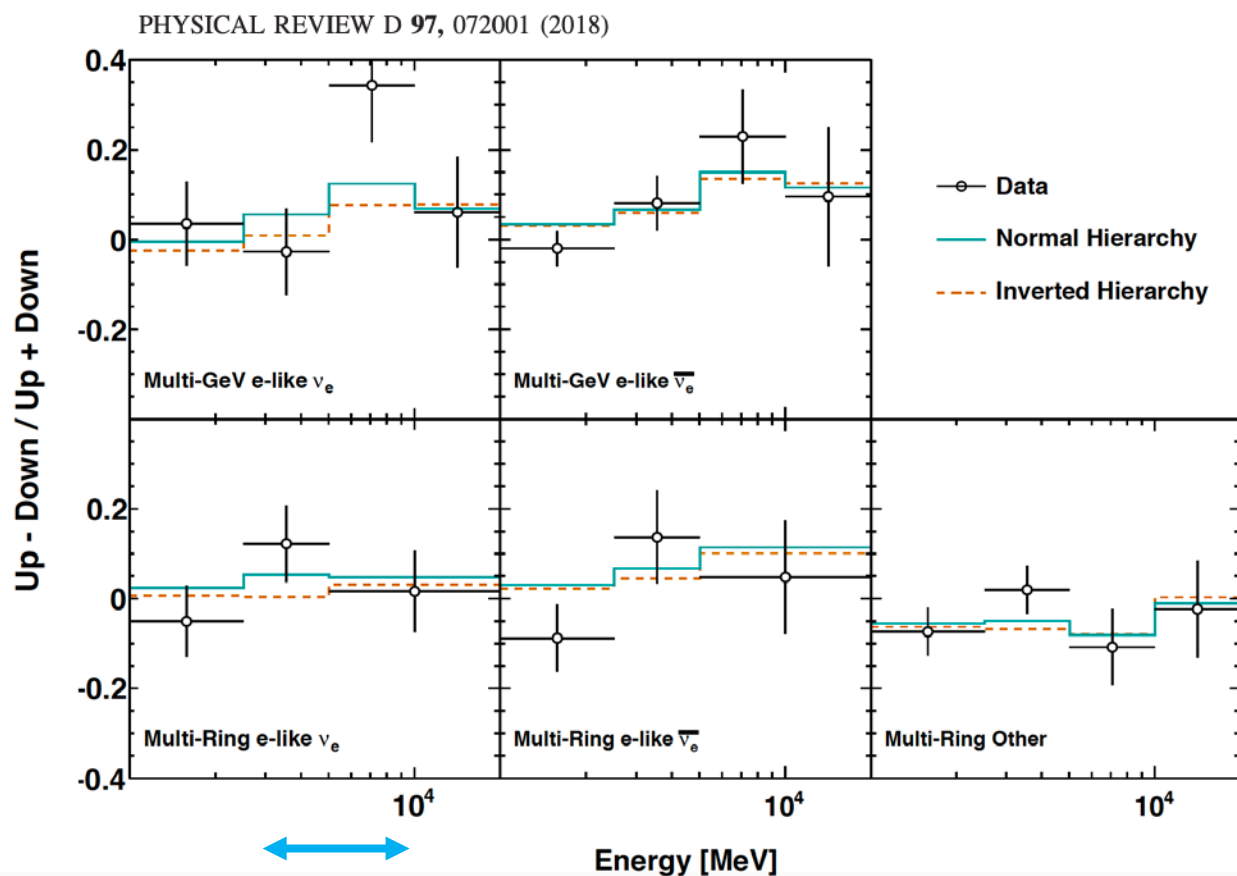 PHYSICAL REVIEW D 97, 072001 (2018)
Up - Down / Up + Down
0.4
0.2
0
-0.2
Multi-GeV e-like νe
Multi-GeV e-like ν̅e
Data
Normal Hierarchy
Inverted Hierarchy
0.2
0
-0.2
-0.4
Multi-Ring e-like νe
Multi-Ring e-like ν̅e
Multi-Ring Other
10⁴
10⁴
10⁴
Energy [MeV]